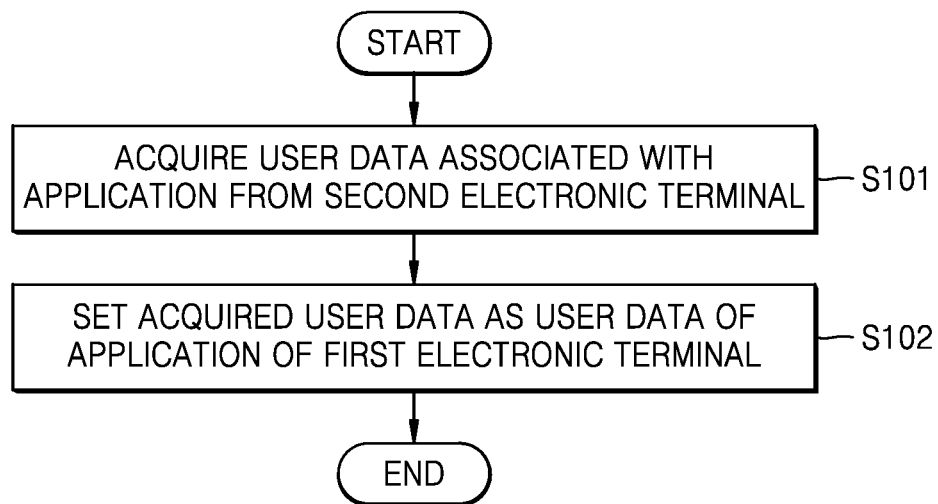 START
ACQUIRE USER DATA ASSOCIATED WITH
APPLICATION FROM SECOND ELECTRONIC TERMINAL
S101
SET ACQUIRED USER DATA AS USER DATA OF
APPLICATION OF FIRST ELECTRONIC TERMINAL
S102
END